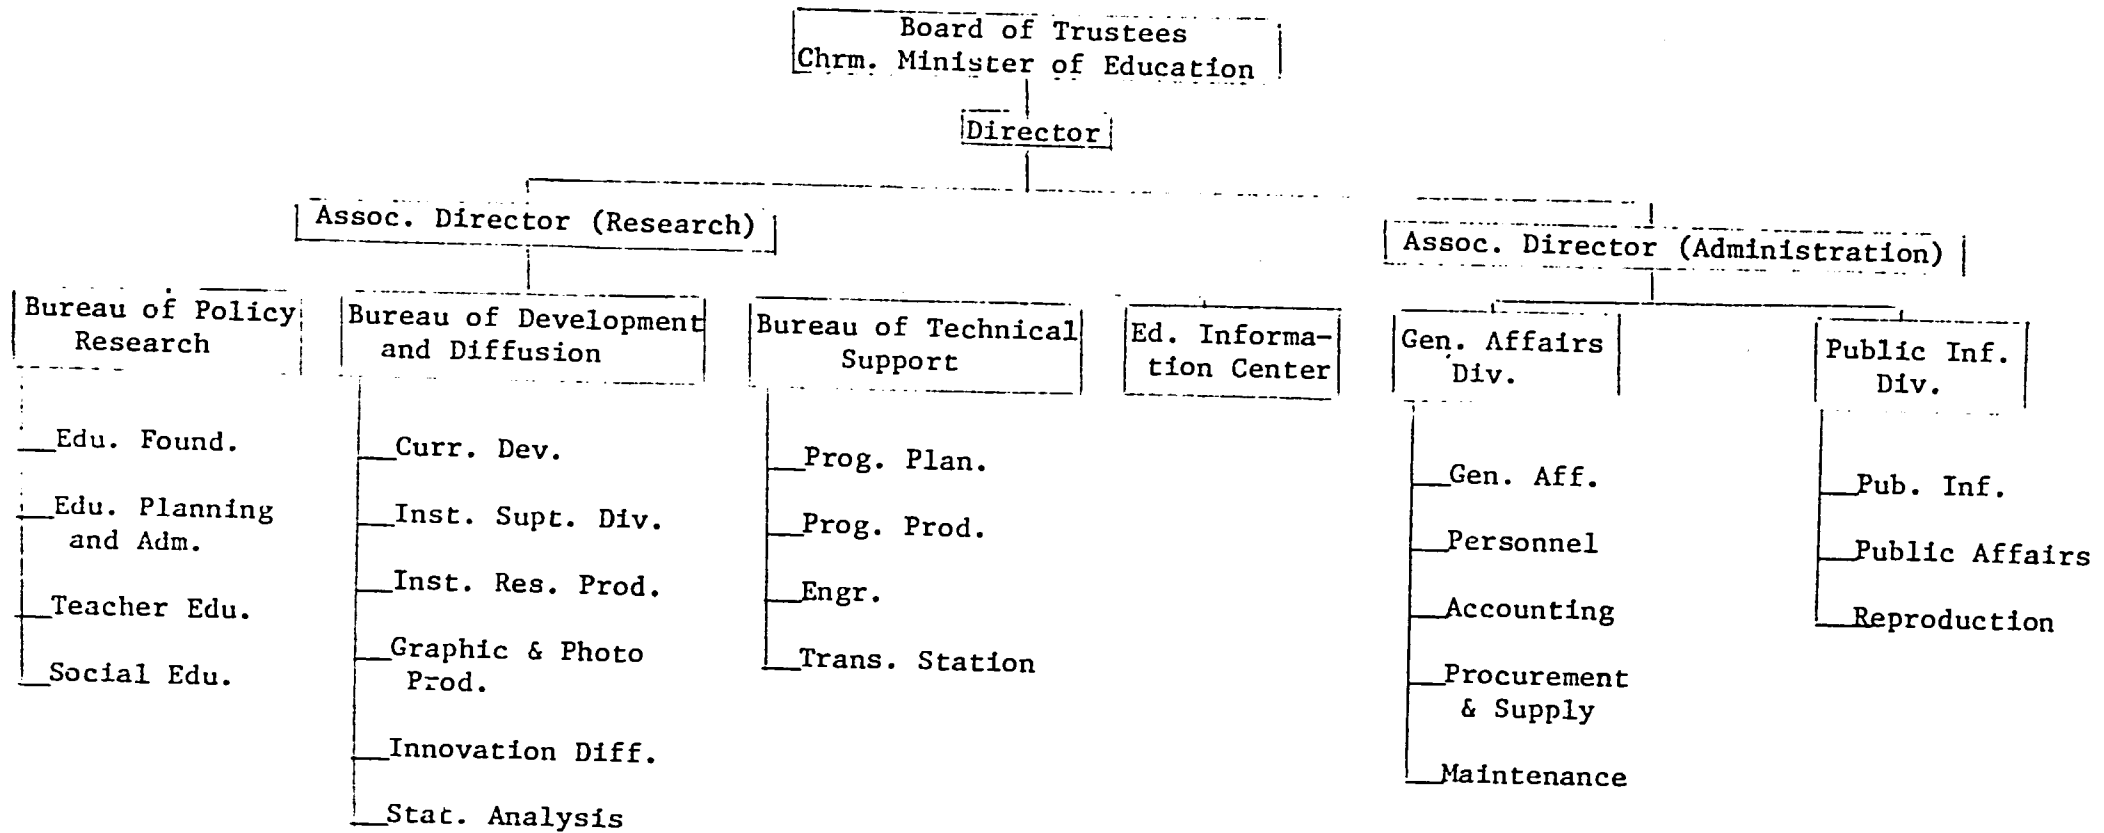 Board of Trustees
Chrm. Minister of Education
Director
Assoc. Director (Research)
Assoc. Director (Administration)
Bureau of Policy
Research
Edu. Found.
Edu. Planning
and Adm.
Teacher Edu.
Social Edu.
Bureau of Development
and Diffusion
Curr. Dev.
Inst. Supt. Div.
Inst. Res. Prod.
Graphic & Photo
Prod.
Innovation Diff.
Stat. Analysis
Bureau of Technical
Support
Prog. Plan.
Prog. Prod.
Engr.
Trans. Station
Ed. Informa-
tion Center
Gen. Affairs
Div.
Gen. Aff.
Personnel
Accounting
Procurement
& Supply
Maintenance
Public Inf.
Div.
Pub. Inf.
Public Affairs
Reproduction